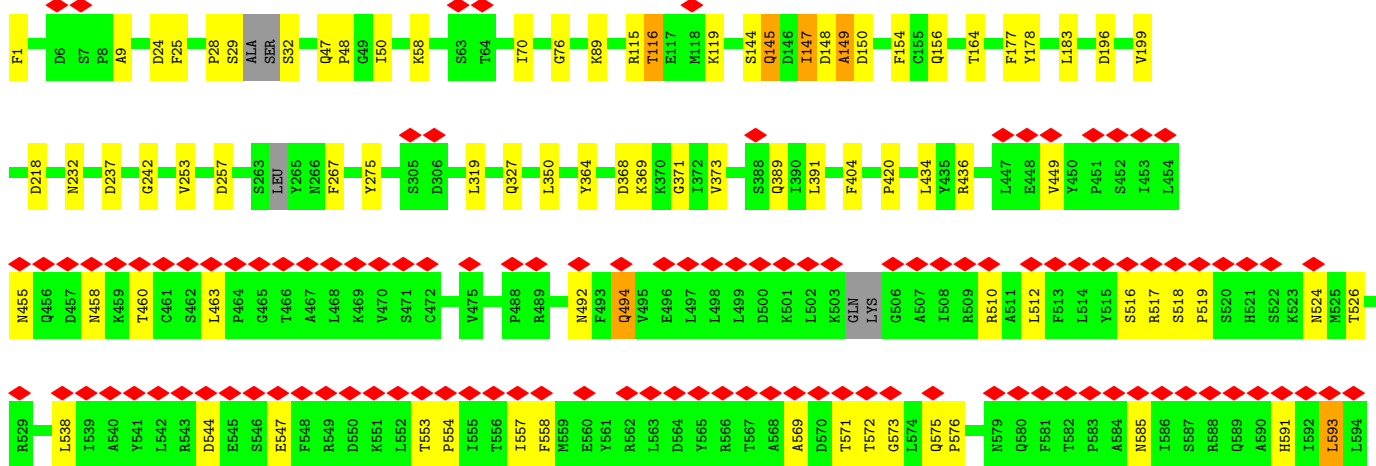 F1 D6 S7 P8 A9 D24 F25 P28 S29 ALA SER S32 Q47 P48 G49 I50 K58 S63 T64 I70 G76 K89 R115 T116 E117 M118 K119 S144 Q145 D146 I147 D148 A149 D150 F154 C155 Q156 T164 F177 Y178 L183 D196 V199
D218 N232 D237 G242 V253 D257 S263 LEU Y265 N266 F267 Y275 S305 D306 L319 Q327 L350 Y364 D368 K369 K370 G371 I372 V373 S388 Q389 I390 L391 F404 P420 L434 Y435 R436 L447 E448 V449 Y450 P451 S452 I453 L454
N455 Q456 D457 N458 K459 T460 C461 S462 L463 P464 G465 T466 A467 L468 K469 V470 S471 C472 V475 P488 R489 N492 F493 Q494 V495 E496 L497 L498 L499 D500 K501 L502 K503 GLN LYS G506 A507 I508 R509 R510 A511 L512 F513 L514 Y515 S516 R517 S518 P519 S520 H521 S522 K523 N524 M525 T526
R529 L538 I539 A540 Y541 L542 R543 D544 E545 S546 E547 F548 R549 D550 K551 L552 T553 P554 I555 T556 I557 F558 M559 E560 Y561 R562 L563 D564 Y565 R566 T567 A568 A569 D570 T571 T572 G573 L574 Q575 P576 N579 Q580 F581 T582 P583 A584 N585 I586 S587 R588 Q589 A590 H591 I592 L593 L594